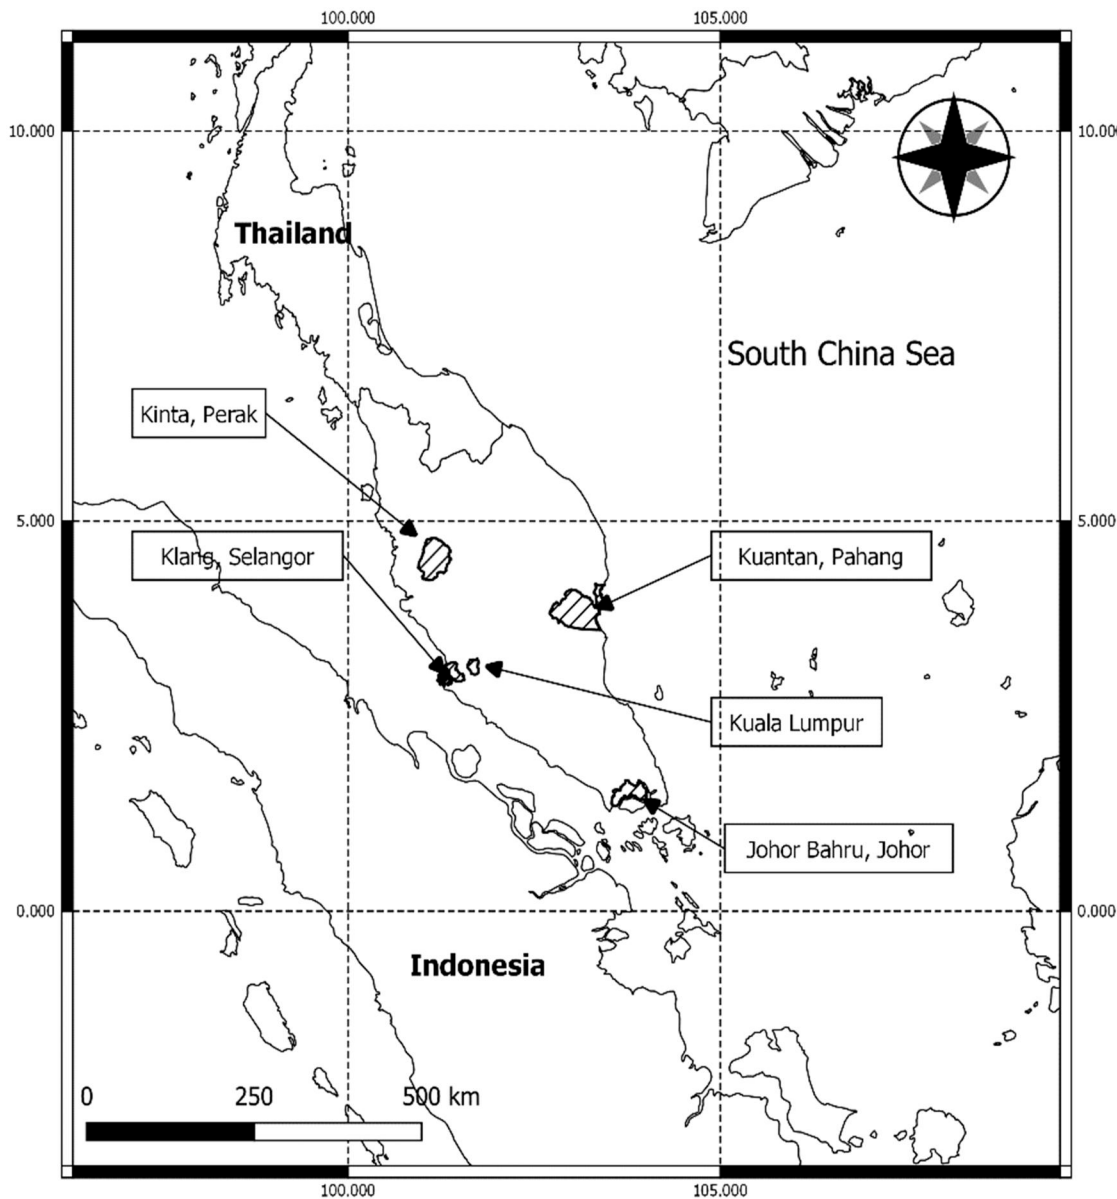 100.000
105.000
10.000
10.00
Thailand
South China Sea
Kinta, Perak
5.000
5.000
Klang, Selangor
Kuantan, Pahang
Kuala Lumpur
Johor Bahru, Johor
0.000
0.000
Indonesia
0
250
500 km
100.000
105.000